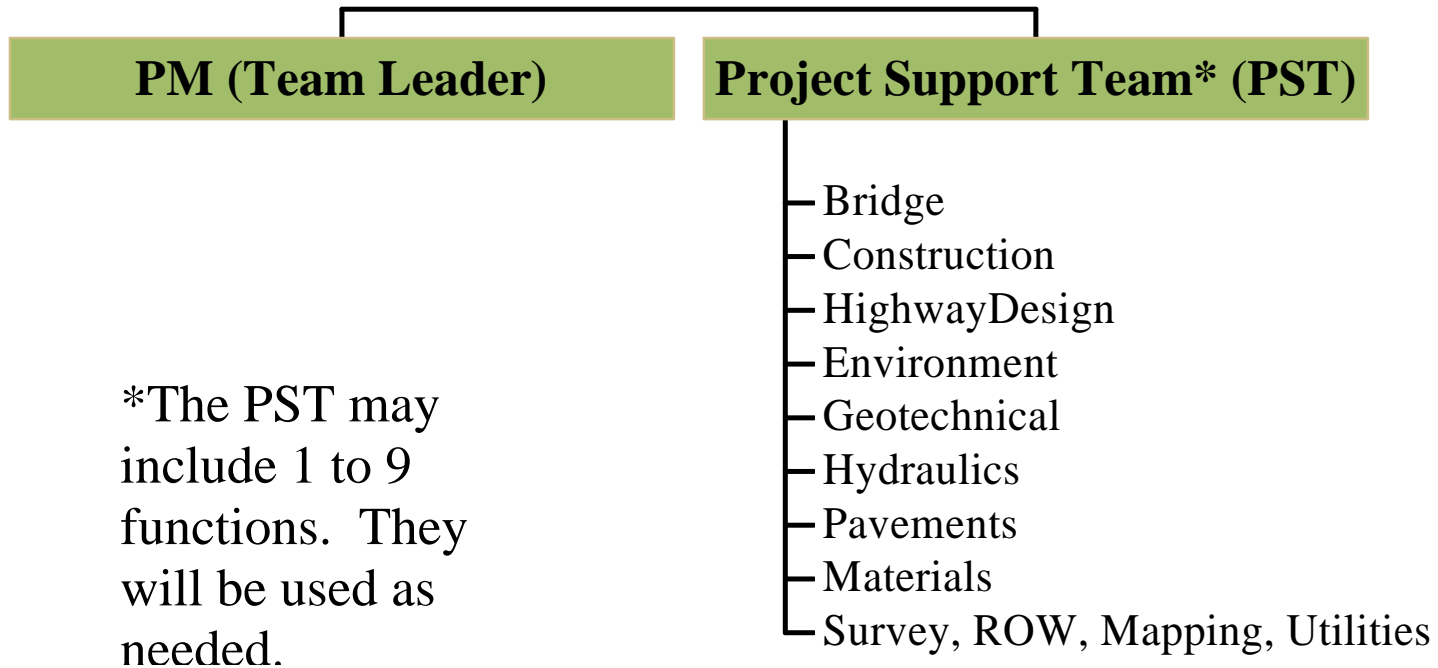 PM (Team Leader)
Project Support Team* (PST)
Bridge
Construction
HighwayDesign
Environment
Geotechnical
Hydraulics
Pavements
Materials
Survey, ROW, Mapping, Utilities
*The PST may
include 1 to 9
functions.  They
will be used as
needed.